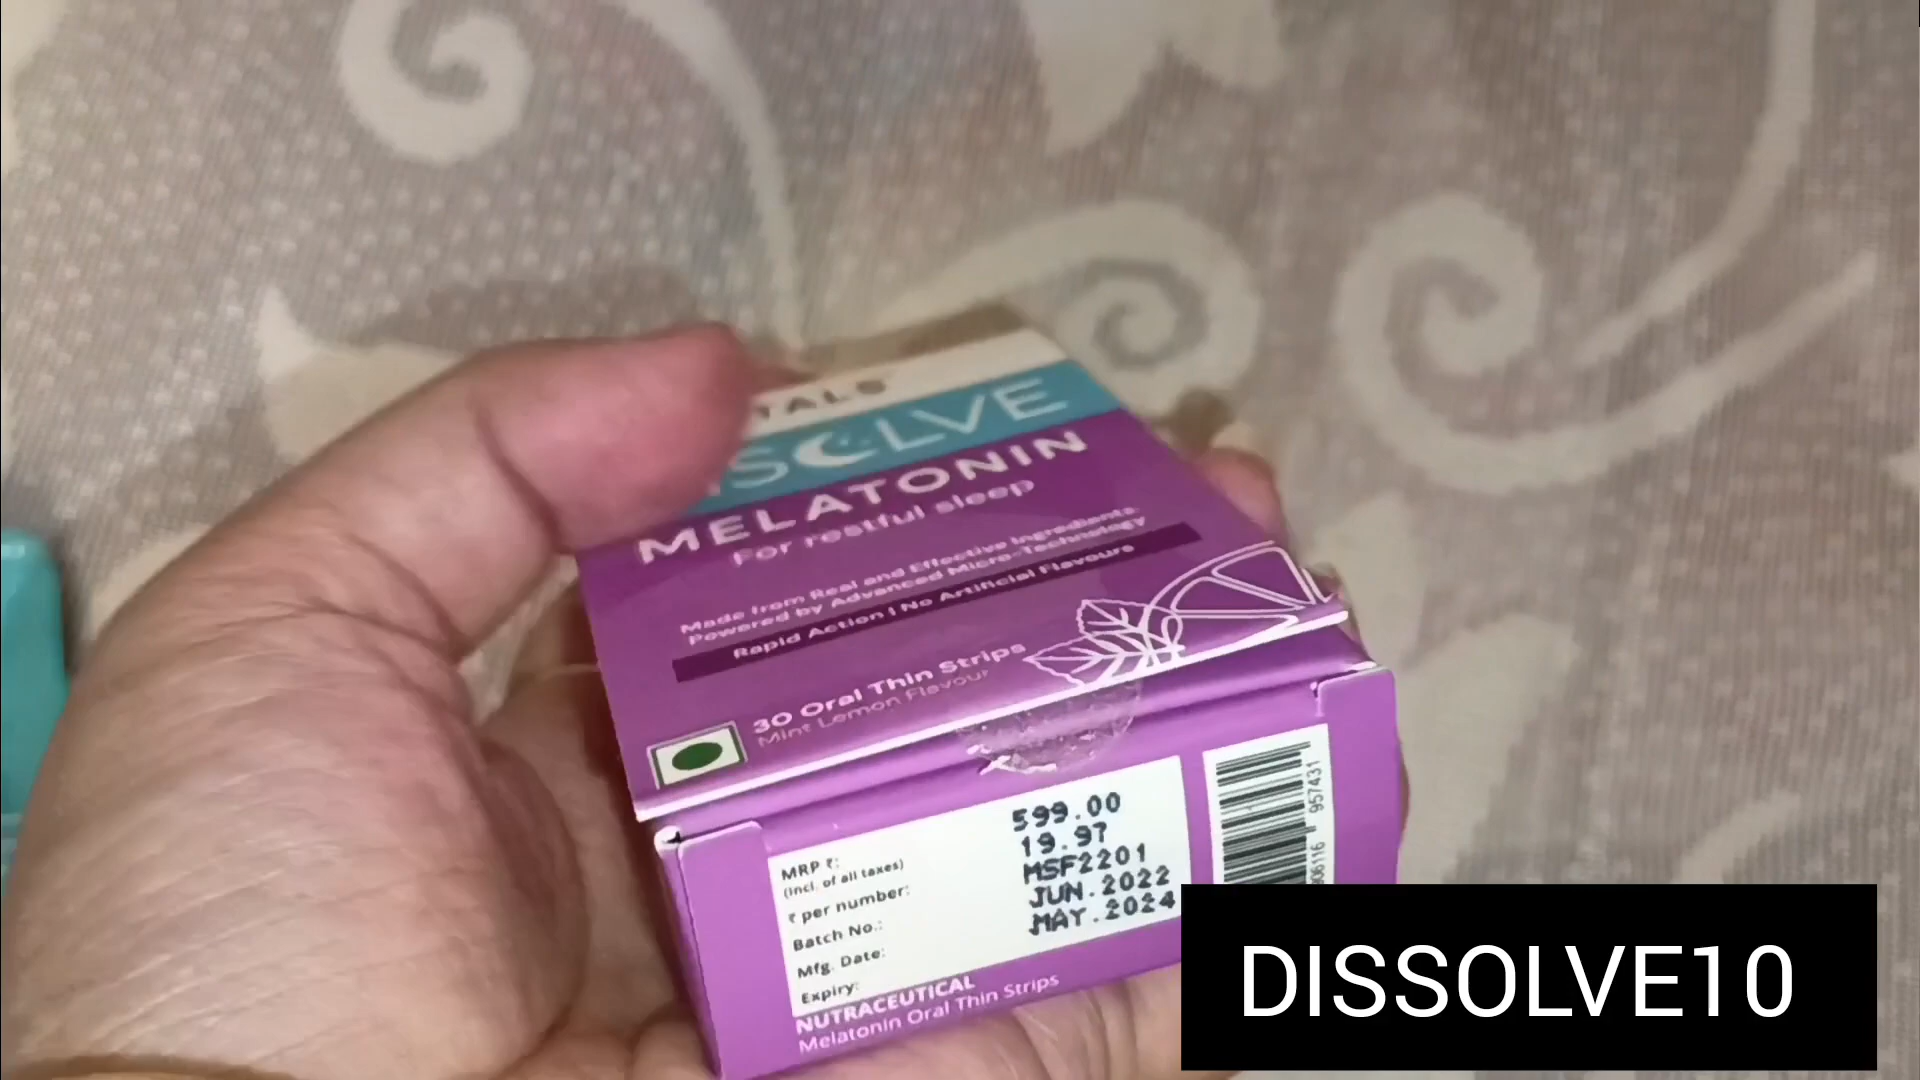 MELATONIN
For restful sleep
Made from Real and Effective Ingredients
Powered by Advanced Micro-Technology
Rapid Action | No Artificial Flavours
30 Oral Thin Strips
Mint Lemon Flavour
MRP ₹: 599.00
(incl. of all taxes)
₹ per number: 19.97
Batch No.: MSF2201
Mfg. Date: JUN.2022
Expiry: MAY.2024
957431
NUTRACEUTICAL
Melatonin Oral Thin Strips
DISSOLVE10